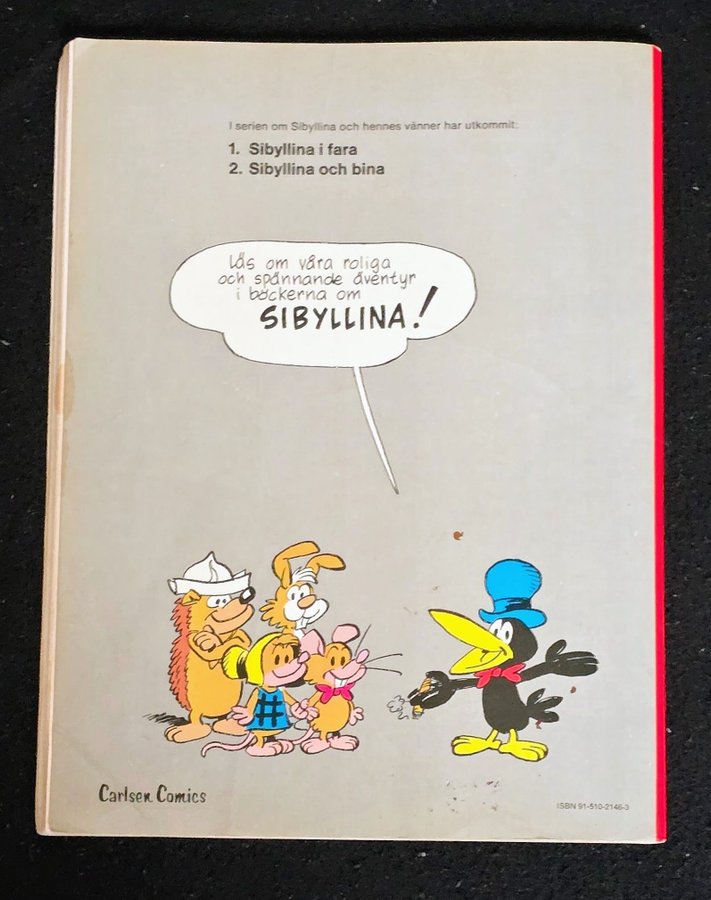 I serien om Sibyllina och hennes vänner har utkommit:
1. Sibyllina i fara
2. Sibyllina och bina
Läs om våra roliga
och spännande äventyr
i böckerna om
SIBYLLINA!
Carlsen Comics
ISBN 91-510-2146-3